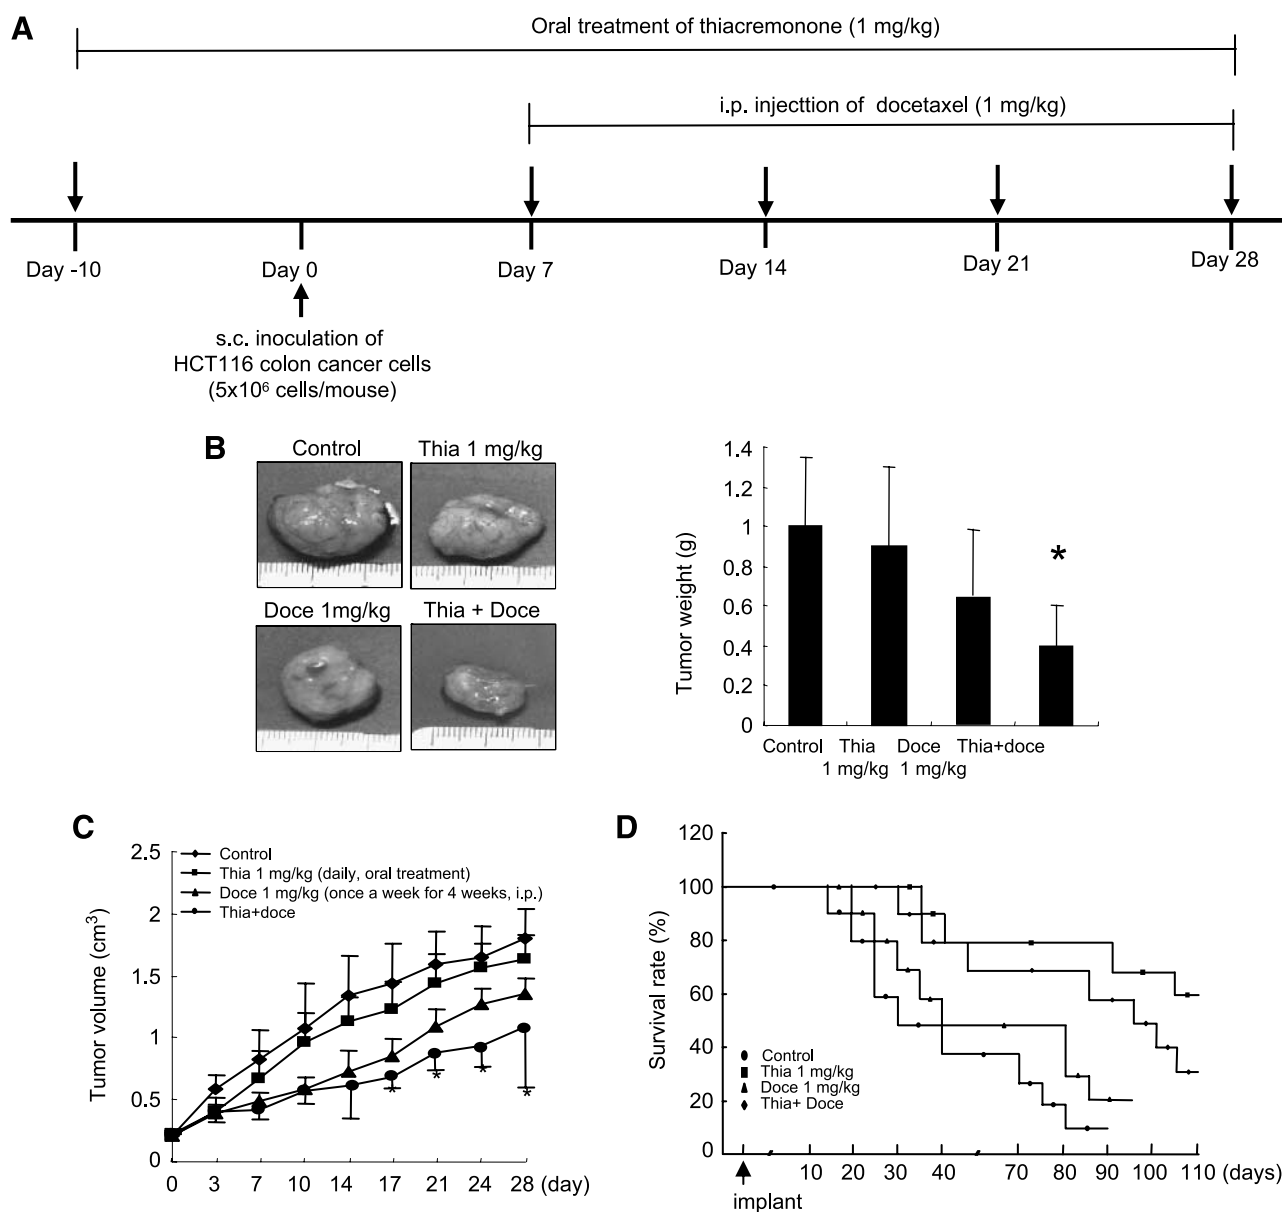 A
Oral treatment of thiacremonone (1 mg/kg)
i.p. injecttion of docetaxel (1 mg/kg)
Day -10
Day 0
Day 7
Day 14
Day 21
Day 28
s.c. inoculation of
HCT116 colon cancer cells
(5x10⁶ cells/mouse)
B
Control
Thia 1 mg/kg
Doce 1mg/kg
Thia + Doce
Tumor weight (g)
1.4
1.2
1
0.8
0.6
0.4
0.2
0
*
Control
Thia
1 mg/kg
Doce
1 mg/kg
Thia+doce
C
Tumor volume (cm³)
2.5
2
1.5
1
0.5
0
Control
Thia 1 mg/kg (daily, oral treatment)
Doce 1 mg/kg (once a week for 4 weeks, i.p.)
Thia+doce
* * * *
0 3 7 10 14 17 21 24 28 (day)
D
Survival rate (%)
120
100
80
60
40
20
0
Control
Thia 1 mg/kg
Doce 1 mg/kg
Thia+ Doce
10 20 30 40 70 80 90 100 110 (days)
implant